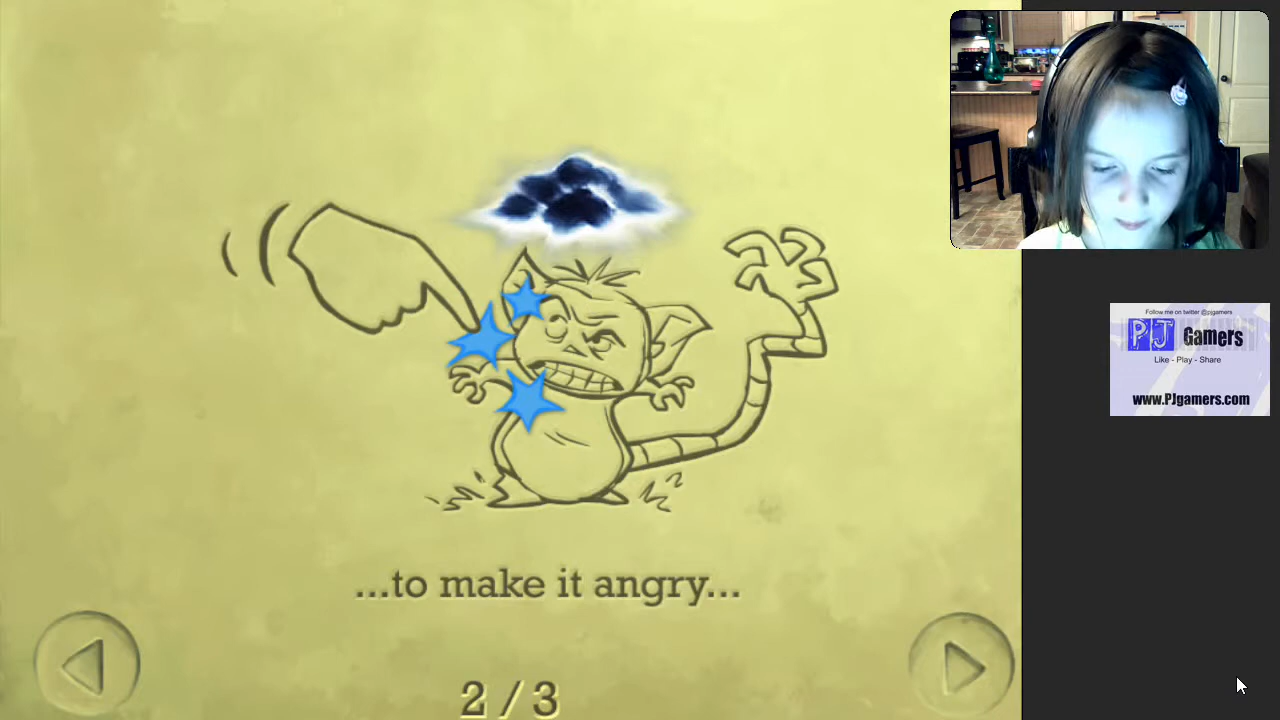 Follow me on twitter @pjgamers
PJ Gamers
Like - Play - Share
www.PJgamers.com
...to make it angry...
2 / 3